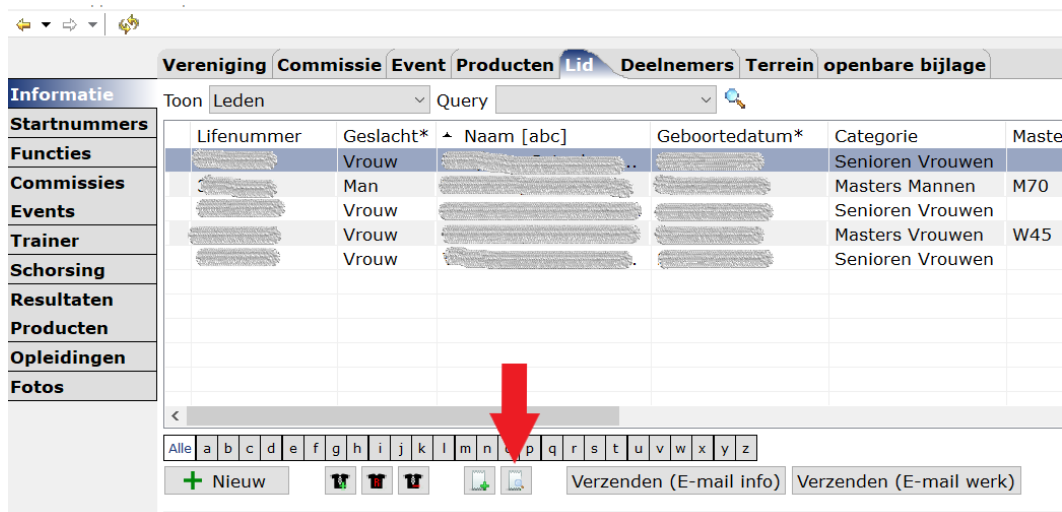 Vereniging Commissie Event Producten Lid Deelnemers Terrein openbare bijlage
Informatie
Startnummers
Functies
Commissies
Events
Trainer
Schorsing
Resultaten
Producten
Opleidingen
Fotos
Toon Leden Query
Lifenummer Geslacht* Naam [abc] Geboortedatum* Categorie Maste
Vrouw Senioren Vrouwen
Man Masters Mannen M70
Vrouw Senioren Vrouwen
Vrouw Masters Vrouwen W45
Vrouw Senioren Vrouwen
Alle a b c d e f g h i j k l m n p q r s t u v w x y z
Nieuw Verzenden (E-mail info) Verzenden (E-mail werk)